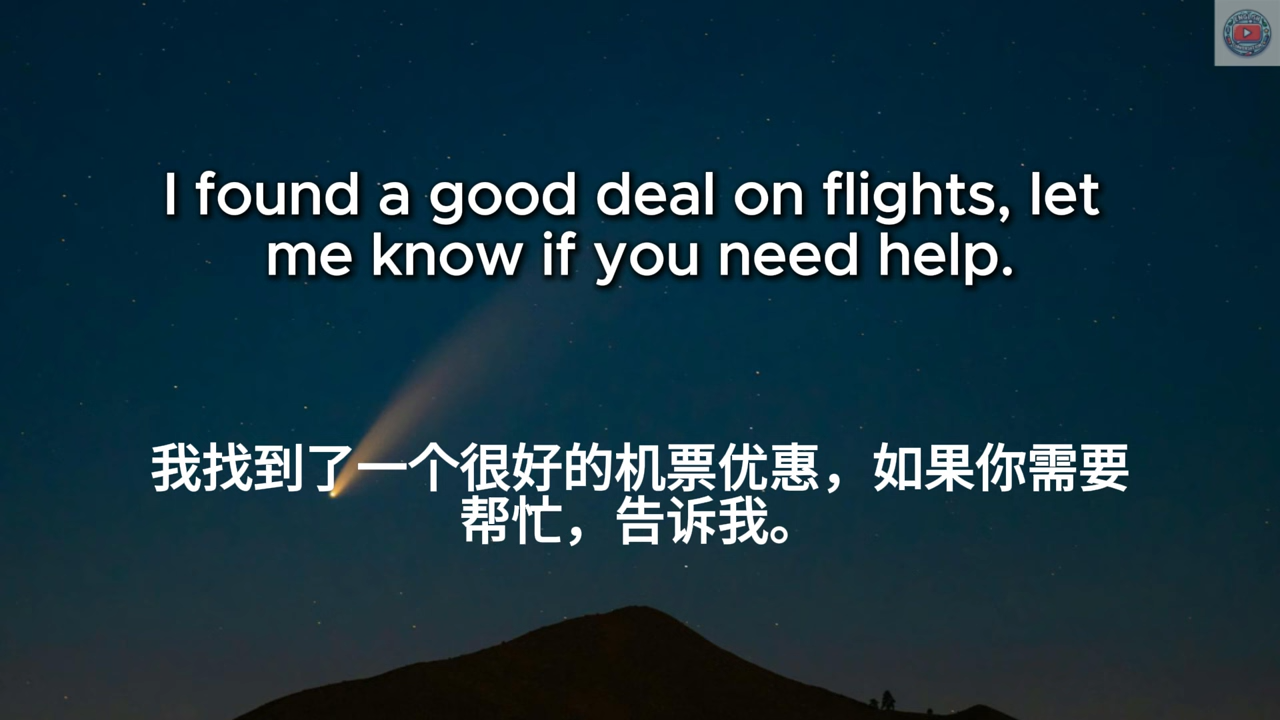 I found a good deal on flights, let
me know if you need help.
我找到了一个很好的机票优惠，如果你需要
帮忙，告诉我。